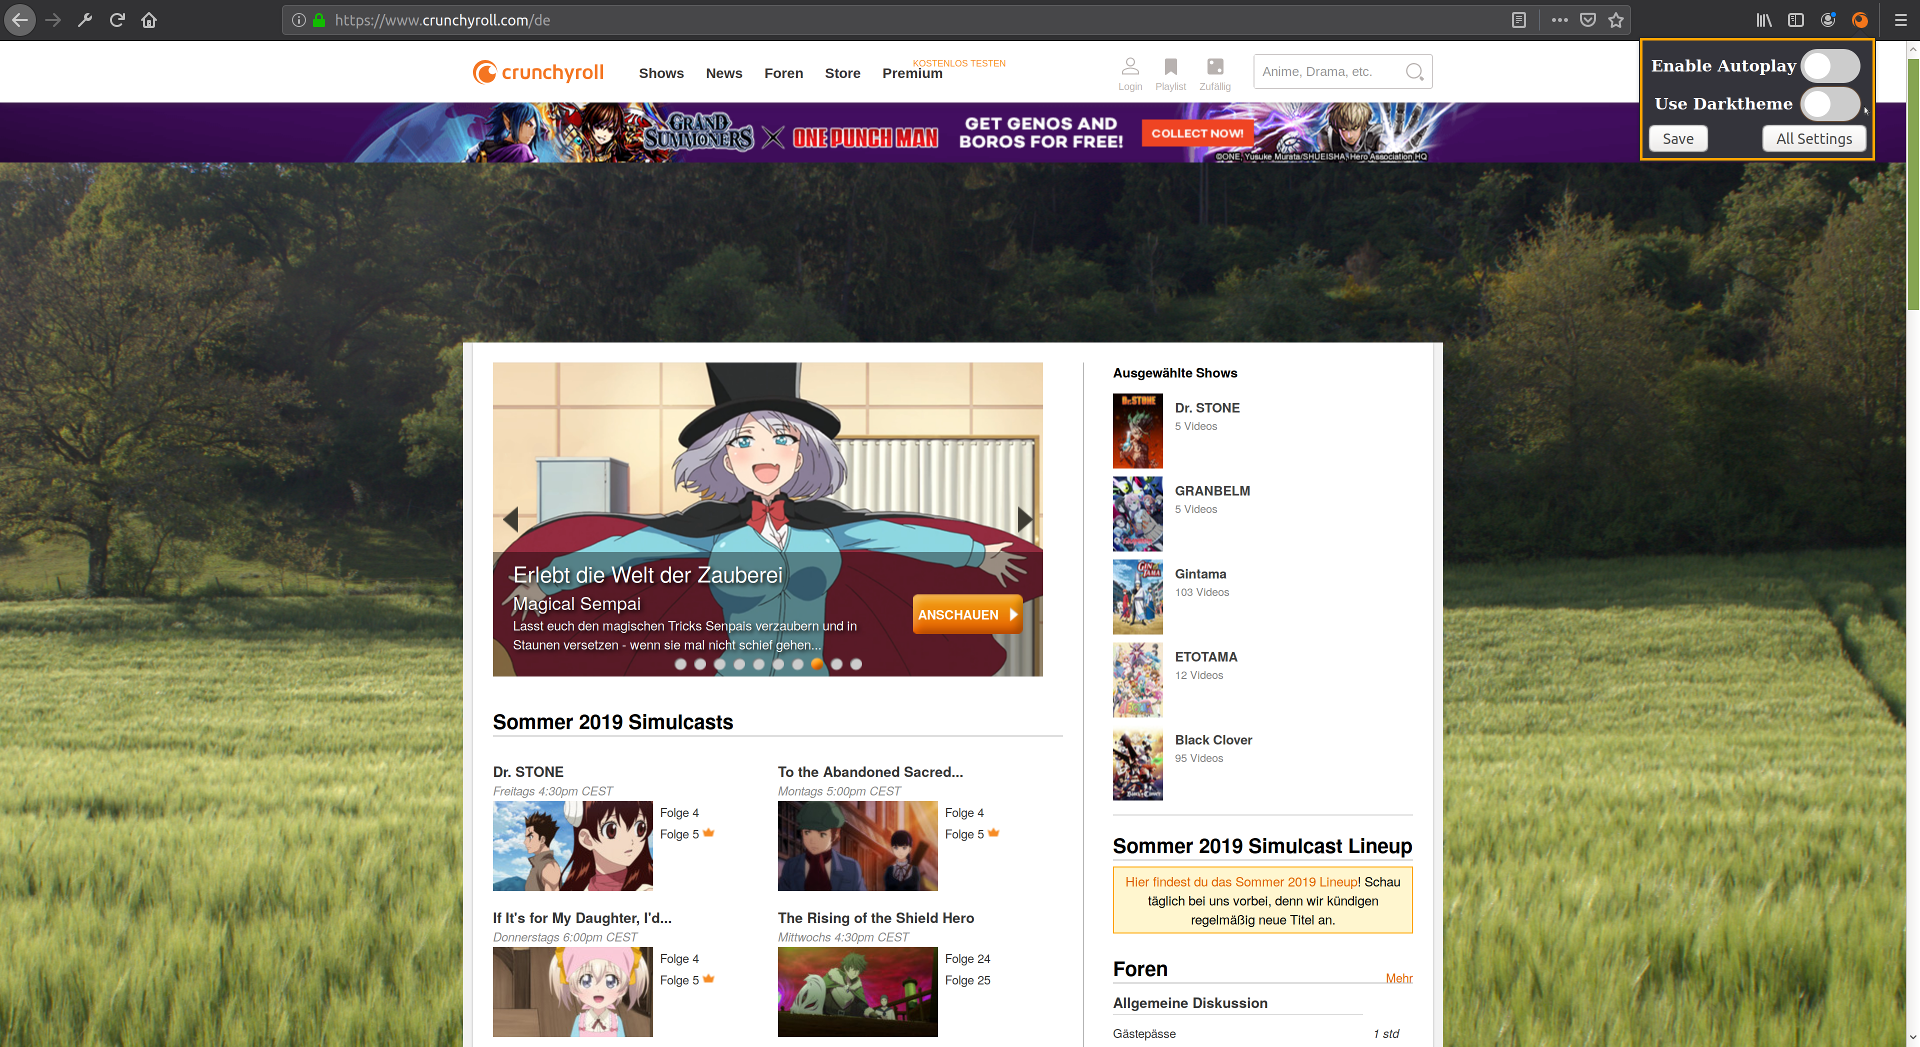 https://www.crunchyroll.com/de
crunchyroll
Shows
News
Foren
Store
Premium
KOSTENLOS TESTEN
Login
Playlist
Zufällig
Anime, Drama, etc.
Enable Autoplay
Use Darktheme
Save
All Settings
GRAND SUMMONERS
ONE PUNCH MAN
GET GENOS AND
BOROS FOR FREE!
COLLECT NOW!
©ONE, Yusuke Murata/SHUEISHA, Hero Association HQ
Erlebt die Welt der Zauberei
Magical Sempai
Lasst euch den magischen Tricks Senpais verzaubern und in
Staunen versetzen - wenn sie mal nicht schief gehen...
ANSCHAUEN
Sommer 2019 Simulcasts
Dr. STONE
Freitags 4:30pm CEST
Folge 4
Folge 5
To the Abandoned Sacred...
Montags 5:00pm CEST
Folge 4
Folge 5
If It's for My Daughter, I'd...
Donnerstags 6:00pm CEST
Folge 4
Folge 5
The Rising of the Shield Hero
Mittwochs 4:30pm CEST
Folge 24
Folge 25
Ausgewählte Shows
Dr.STONE
Dr. STONE
5 Videos
GRANBELM
5 Videos
Gintama
103 Videos
ETOTAMA
12 Videos
Black Clover
95 Videos
Sommer 2019 Simulcast Lineup
Hier findest du das Sommer 2019 Lineup! Schau
täglich bei uns vorbei, denn wir kündigen
regelmäßig neue Titel an.
Foren
Mehr
Allgemeine Diskussion
Gästepässe
1 std